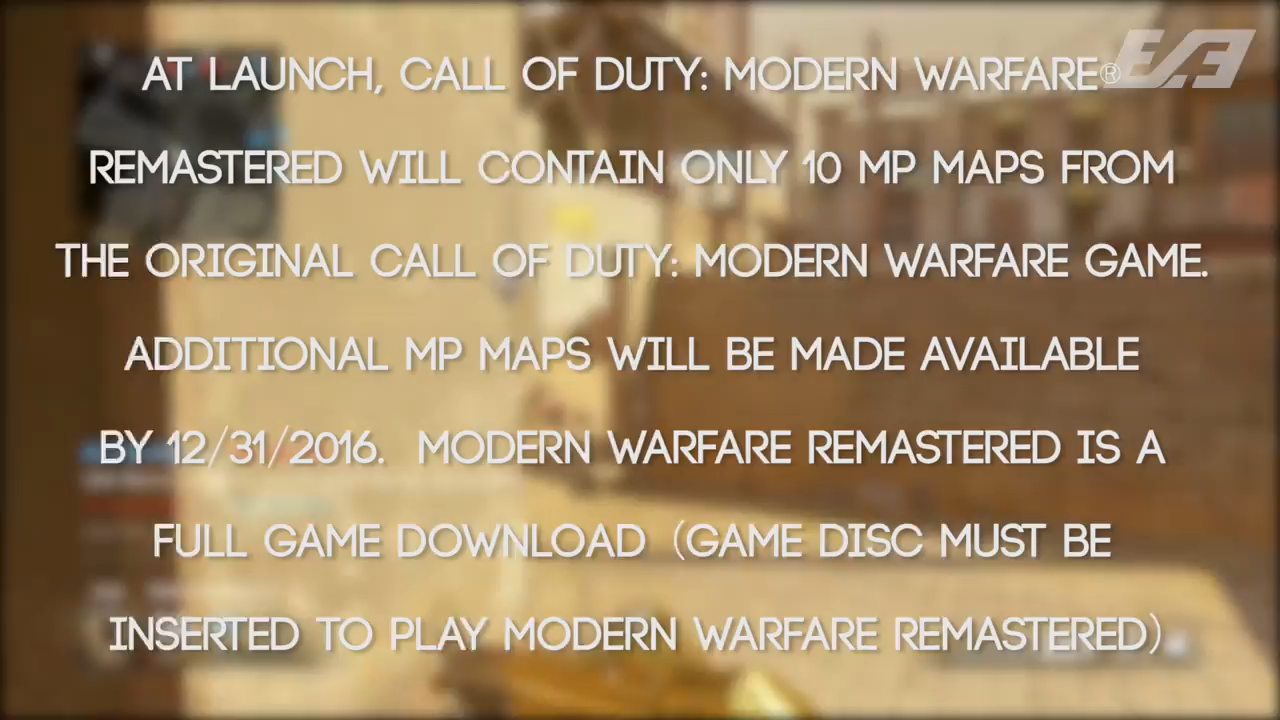 AT LAUNCH, CALL OF DUTY: MODERN WARFARE®
REMASTERED WILL CONTAIN ONLY 10 MP MAPS FROM
THE ORIGINAL CALL OF DUTY: MODERN WARFARE GAME.
ADDITIONAL MP MAPS WILL BE MADE AVAILABLE
BY 12/31/2016. MODERN WARFARE REMASTERED IS A
FULL GAME DOWNLOAD (GAME DISC MUST BE
INSERTED TO PLAY MODERN WARFARE REMASTERED)